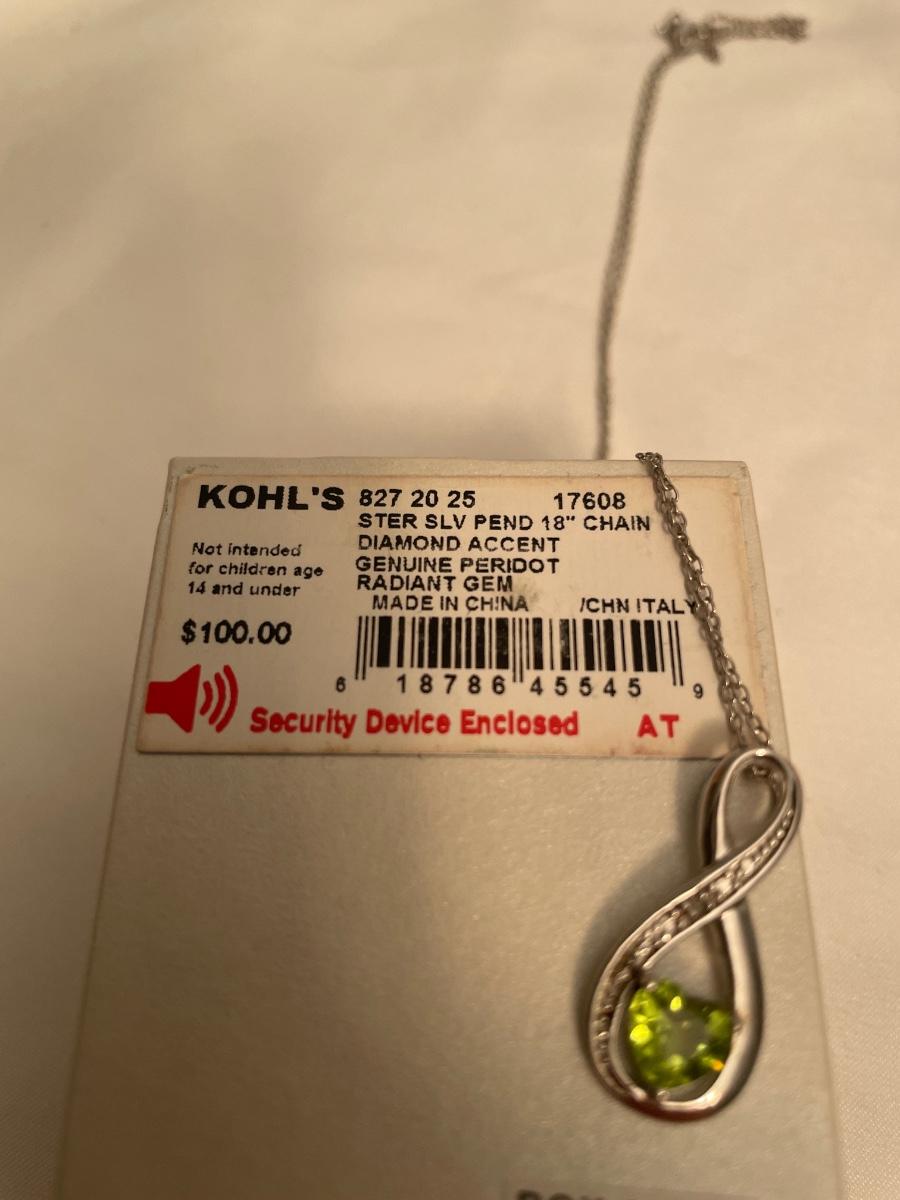 KOHL'S 827 20 25 17608
STER SLV PEND 18" CHAIN
DIAMOND ACCENT
GENUINE PERIDOT
RADIANT GEM
MADE IN CHINA /CHN ITALY
Not intended
for children age
14 and under
$100.00
6 18786 45545 9
Security Device Enclosed AT